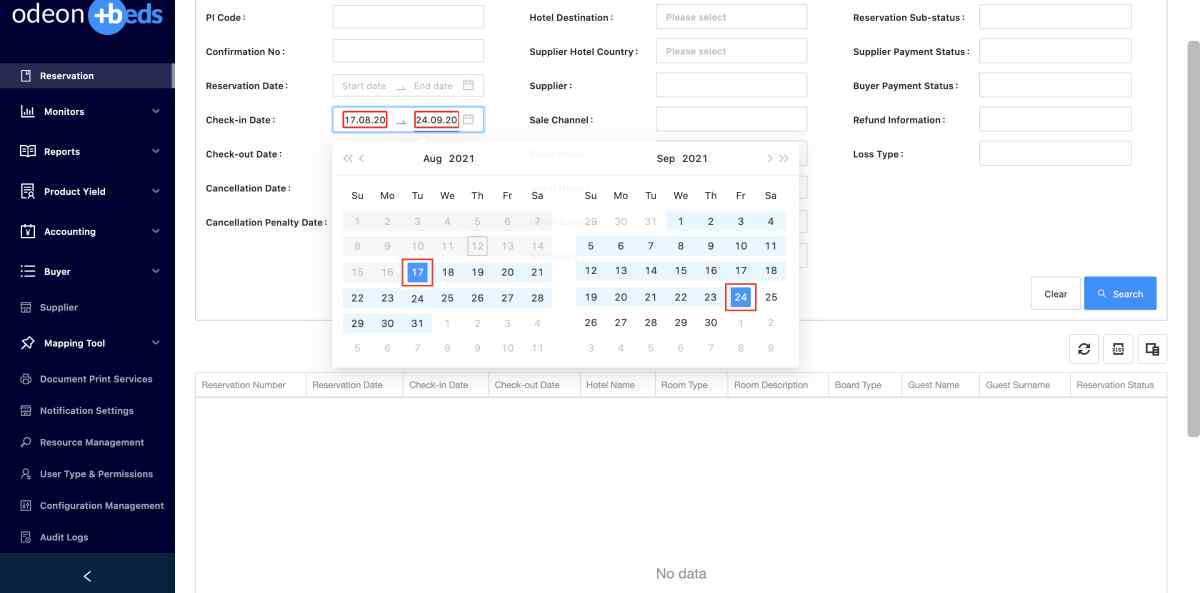 odeon beds
Reservation
Monitors
Reports
Product Yield
Accounting
Buyer
Supplier
Mapping Tool
Document Print Services
Notification Settings
Resource Management
User Type & Permissions
Configuration Management
Audit Logs
PI Code :
Hotel Destination : Please select
Reservation Sub-status :
Confirmation No :
Supplier Hotel Country : Please select
Supplier Payment Status :
Reservation Date : Start date End date
Supplier :
Buyer Payment Status :
Check-in Date : 17.08.20 24.09.20
Sale Channel :
Refund Information :
Check-out Date :
Loss Type :
Cancellation Date :
Cancellation Penalty Date :
Aug 2021
Su Mo Tu We Th Fr Sa
1 2 3 4 5 6 7
8 9 10 11 12 13 14
15 16 17 18 19 20 21
22 23 24 25 26 27 28
29 30 31 1 2 3 4
5 6 7 8 9 10 11
Sep 2021
Su Mo Tu We Th Fr Sa
29 30 31 1 2 3 4
5 6 7 8 9 10 11
12 13 14 15 16 17 18
19 20 21 22 23 24 25
26 27 28 29 30 1 2
3 4 5 6 7 8 9
Clear Search
Reservation Number Reservation Date Check-in Date Check-out Date Hotel Name Room Type Room Description Board Type Guest Name Guest Surname Reservation Status
No data